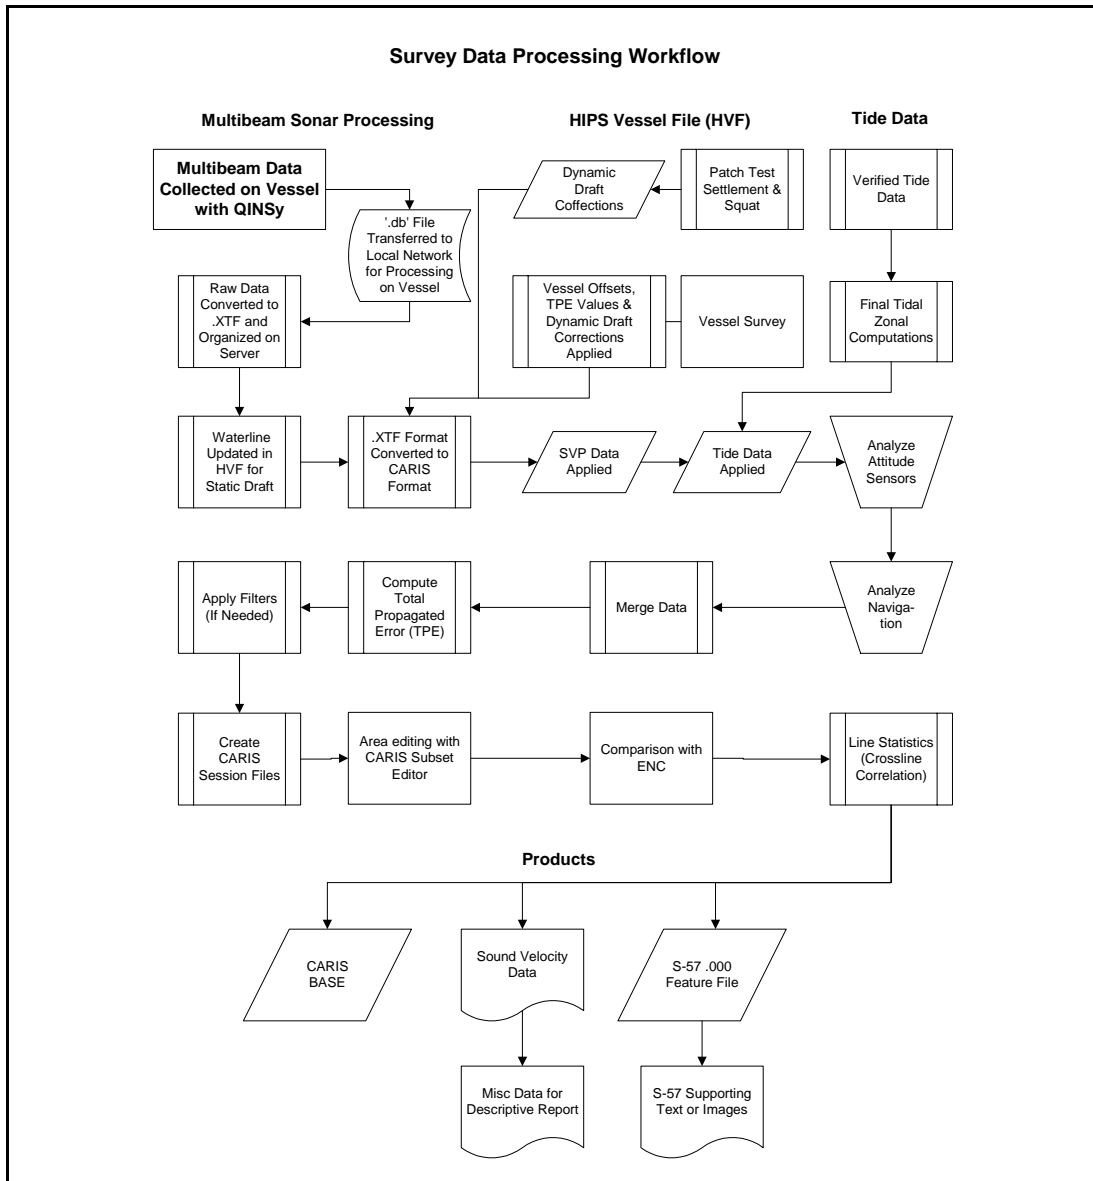 Survey Data Processing Workflow
Multibeam Sonar Processing
HIPS Vessel File (HVF)
Tide Data
Multibeam Data
Collected on Vessel
with QINSy
Dynamic
Draft
Coffections
Patch Test
Settlement &
Squat
Verified Tide
Data
'.db' File
Transferred to
Local Network
for Processing
on Vessel
Raw Data
Converted to
.XTF and
Organized on
Server
Vessel Offsets,
TPE Values &
Dynamic Draft
Corrections
Applied
Vessel Survey
Final Tidal
Zonal
Computations
Waterline
Updated in
HVF for
Static Draft
.XTF Format
Converted to
CARIS
Format
SVP Data
Applied
Tide Data
Applied
Analyze
Attitude
Sensors
Apply Filters
(If Needed)
Compute
Total
Propagated
Error (TPE)
Merge Data
Analyze
Naviga-
tion
Create
CARIS
Session Files
Area editing with
CARIS Subset
Editor
Comparison with
ENC
Line Statistics
(Crossline
Correlation)
Products
CARIS
BASE
Sound Velocity
Data
S-57 .000
Feature File
Misc Data for
Descriptive Report
S-57 Supporting
Text or Images